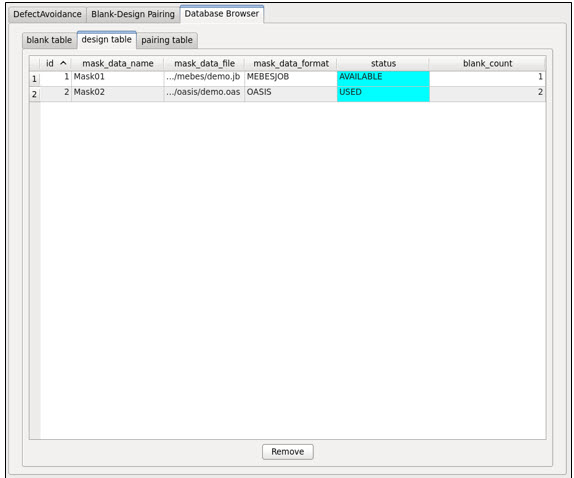 DefectAvoidance Blank-Design Pairing Database Browser
blank table design table pairing table
id mask_data_name mask_data_file mask_data_format status blank_count
1 1 Mask01 .../mebes/demo.jb MEBESJOB AVAILABLE 1
2 2 Mask02 .../oasis/demo.oas OASIS USED 2
Remove